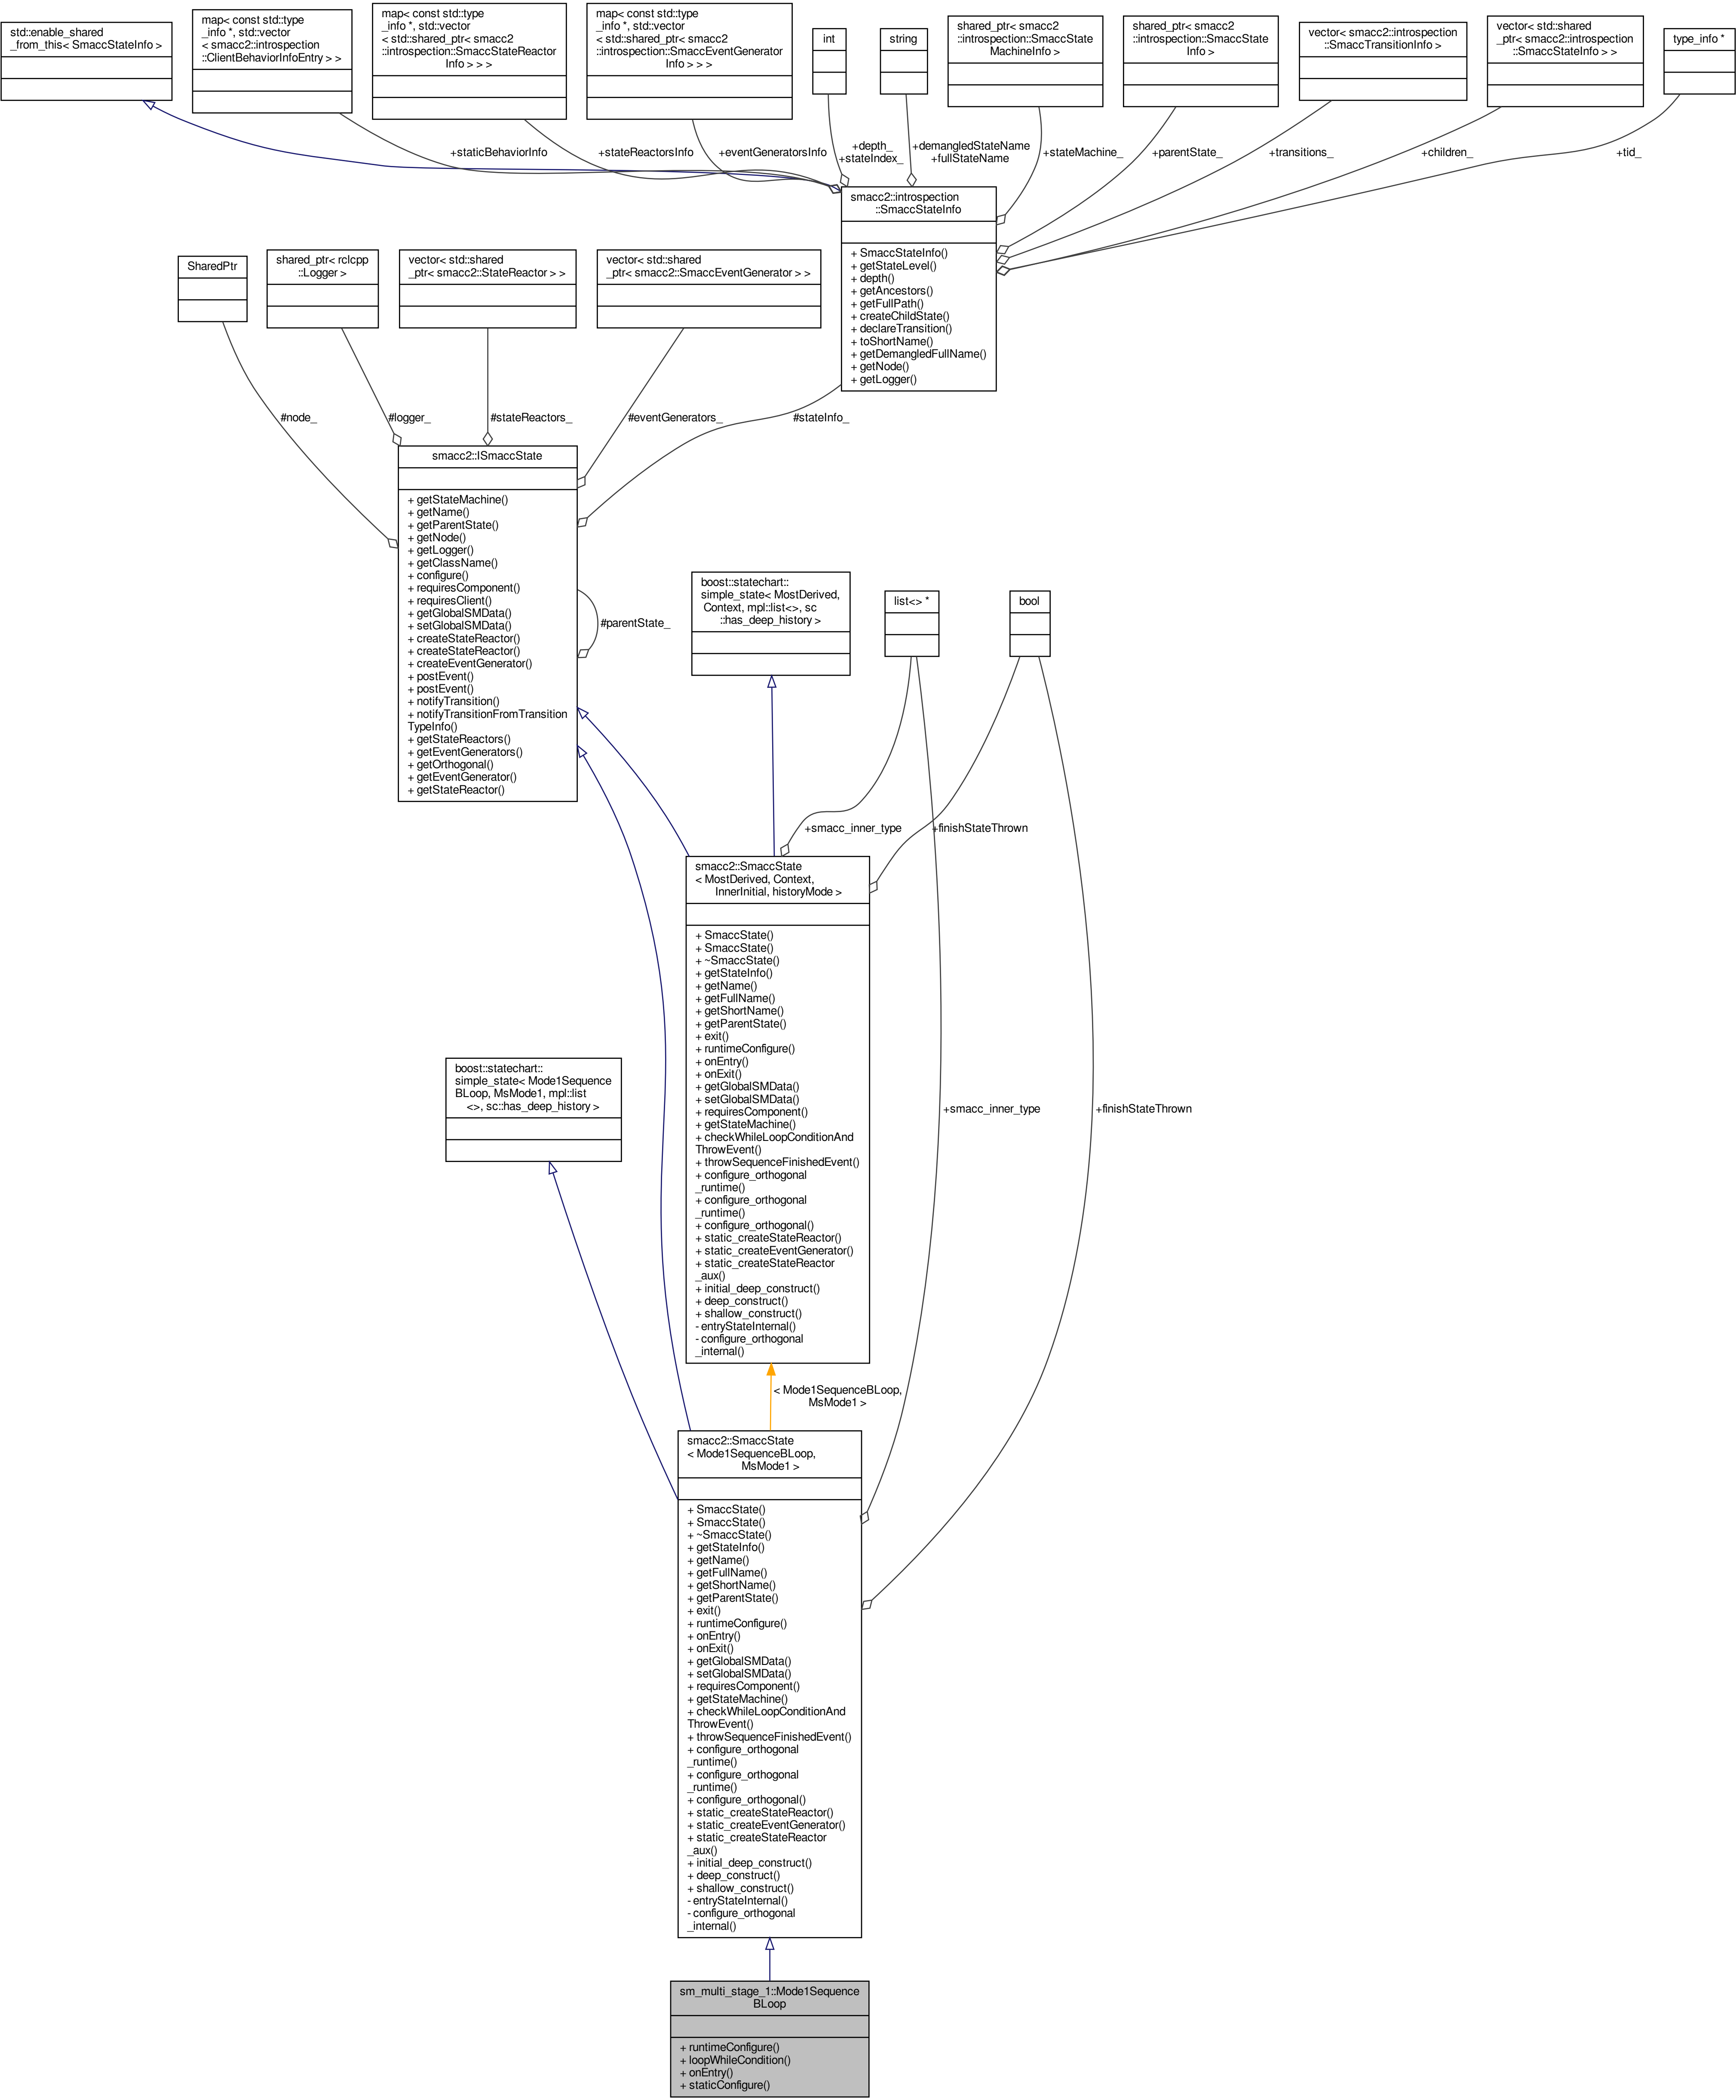 std::enable_shared
_from_this< SmaccStateInfo >
map< const std::type
_info *, std::vector
< smacc2::introspection
::ClientBehaviorInfoEntry > >
map< const std::type
_info *, std::vector
< std::shared_ptr< smacc2
::introspection::SmaccStateReactor
Info > > >
map< const std::type
_info *, std::vector
< std::shared_ptr< smacc2
::introspection::SmaccEventGenerator
Info > > >
int
string
shared_ptr< smacc2
::introspection::SmaccState
MachineInfo >
shared_ptr< smacc2
::introspection::SmaccState
Info >
vector< smacc2::introspection
::SmaccTransitionInfo >
vector< std::shared
_ptr< smacc2::introspection
::SmaccStateInfo > >
type_info *
+staticBehaviorInfo
+stateReactorsInfo
+eventGeneratorsInfo
+depth_
+stateIndex_
+demangledStateName
+fullStateName
+stateMachine_
+parentState_
+transitions_
+children_
+tid_
smacc2::introspection
::SmaccStateInfo
+ SmaccStateInfo()
+ getStateLevel()
+ depth()
+ getAncestors()
+ getFullPath()
+ createChildState()
+ declareTransition()
+ toShortName()
+ getDemangledFullName()
+ getNode()
+ getLogger()
SharedPtr
shared_ptr< rclcpp
::Logger >
vector< std::shared
_ptr< smacc2::StateReactor > >
vector< std::shared
_ptr< smacc2::SmaccEventGenerator > >
#node_
#logger_
#stateReactors_
#eventGenerators_
#stateInfo_
smacc2::ISmaccState
+ getStateMachine()
+ getName()
+ getParentState()
+ getNode()
+ getLogger()
+ getClassName()
+ configure()
+ requiresComponent()
+ requiresClient()
+ getGlobalSMData()
+ setGlobalSMData()
+ createStateReactor()
+ createStateReactor()
+ createEventGenerator()
+ postEvent()
+ postEvent()
+ notifyTransition()
+ notifyTransitionFromTransition
TypeInfo()
+ getStateReactors()
+ getEventGenerators()
+ getOrthogonal()
+ getEventGenerator()
+ getStateReactor()
#parentState_
boost::statechart::
simple_state< MostDerived,
Context, mpl::list<>, sc
::has_deep_history >
list<> *
bool
+smacc_inner_type
+finishStateThrown
smacc2::SmaccState
< MostDerived, Context,
InnerInitial, historyMode >
+ SmaccState()
+ SmaccState()
+ ~SmaccState()
+ getStateInfo()
+ getName()
+ getFullName()
+ getShortName()
+ getParentState()
+ exit()
+ runtimeConfigure()
+ onEntry()
+ onExit()
+ getGlobalSMData()
+ setGlobalSMData()
+ requiresComponent()
+ getStateMachine()
+ checkWhileLoopConditionAnd
ThrowEvent()
+ throwSequenceFinishedEvent()
+ configure_orthogonal
_runtime()
+ configure_orthogonal
_runtime()
+ configure_orthogonal()
+ static_createStateReactor()
+ static_createEventGenerator()
+ static_createStateReactor
_aux()
+ initial_deep_construct()
+ deep_construct()
+ shallow_construct()
- entryStateInternal()
- configure_orthogonal
_internal()
boost::statechart::
simple_state< Mode1Sequence
BLoop, MsMode1, mpl::list
<>, sc::has_deep_history >
+smacc_inner_type
+finishStateThrown
< Mode1SequenceBLoop,
MsMode1 >
smacc2::SmaccState
< Mode1SequenceBLoop,
MsMode1 >
+ SmaccState()
+ SmaccState()
+ ~SmaccState()
+ getStateInfo()
+ getName()
+ getFullName()
+ getShortName()
+ getParentState()
+ exit()
+ runtimeConfigure()
+ onEntry()
+ onExit()
+ getGlobalSMData()
+ setGlobalSMData()
+ requiresComponent()
+ getStateMachine()
+ checkWhileLoopConditionAnd
ThrowEvent()
+ throwSequenceFinishedEvent()
+ configure_orthogonal
_runtime()
+ configure_orthogonal
_runtime()
+ configure_orthogonal()
+ static_createStateReactor()
+ static_createEventGenerator()
+ static_createStateReactor
_aux()
+ initial_deep_construct()
+ deep_construct()
+ shallow_construct()
- entryStateInternal()
- configure_orthogonal
_internal()
sm_multi_stage_1::Mode1Sequence
BLoop
+ runtimeConfigure()
+ loopWhileCondition()
+ onEntry()
+ staticConfigure()